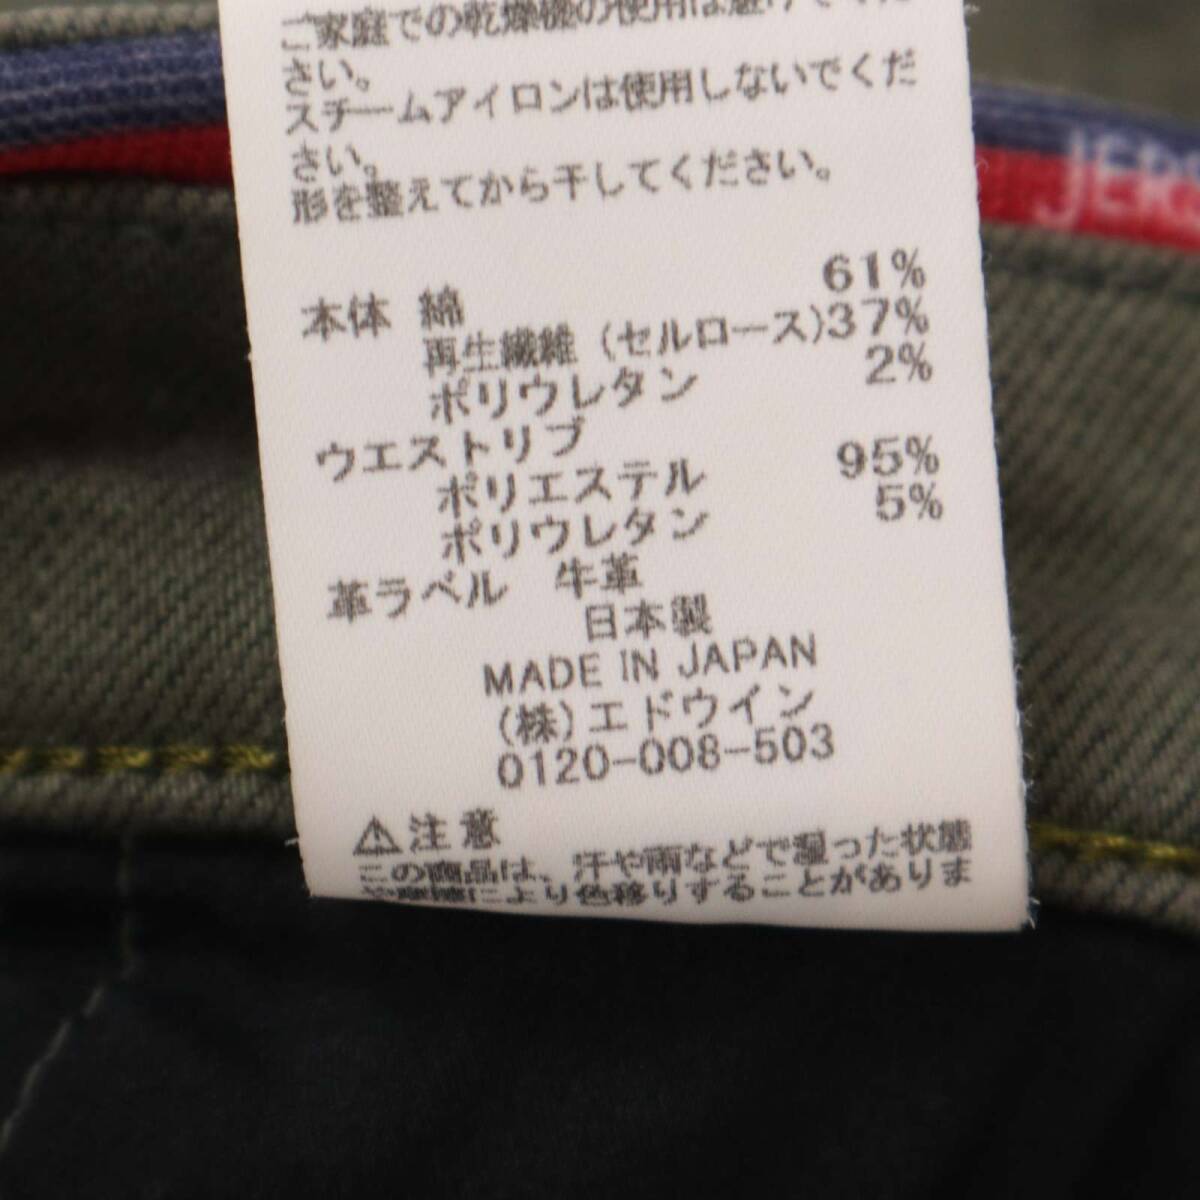 ご家庭での乾燥機の使用は避けてくだ
さい。
スチームアイロンは使用しないでくだ
さい。
形を整えてから干してください。
本体 綿 61%
再生繊維 (セルロース)37%
ポリウレタン 2%
ウエストリブ
ポリエステル 95%
ポリウレタン 5%
革ラベル 牛革
日本製
MADE IN JAPAN
(株)エドウイン
0120-008-503
⚠注意
この商品は、汗や雨などで湿った状態
や摩擦により色移りすることがありま
JERS